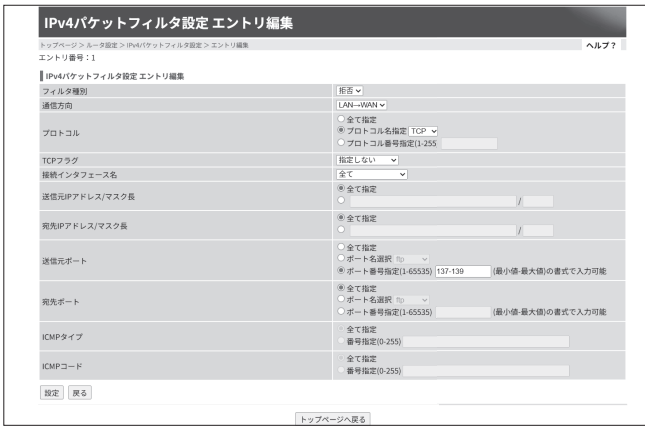 IPv4パケットフィルタ設定 エントリ編集
トップページ > ルータ設定 > IPv4パケットフィルタ設定 > エントリ編集
ヘルプ?
エントリ番号:1
IPv4パケットフィルタ設定 エントリ編集
フィルタ種別 拒否
通信方向 LAN→WAN
プロトコル
全て指定
プロトコル名指定 TCP
プロトコル番号指定(1-255
TCPフラグ 指定しない
接続インタフェース名 全て
送信元IPアドレス/マスク長
全て指定
/
宛先IPアドレス/マスク長
全て指定
/
送信元ポート
全て指定
ポート名選択 ftp
ポート番号指定(1-65535) 137-139 (最小値-最大値)の書式で入力可能
宛先ポート
全て指定
ポート名選択 ftp
ポート番号指定(1-65535) (最小値-最大値)の書式で入力可能
ICMPタイプ
全て指定
番号指定(0-255)
ICMPコード
全て指定
番号指定(0-255)
設定 戻る
トップページへ戻る